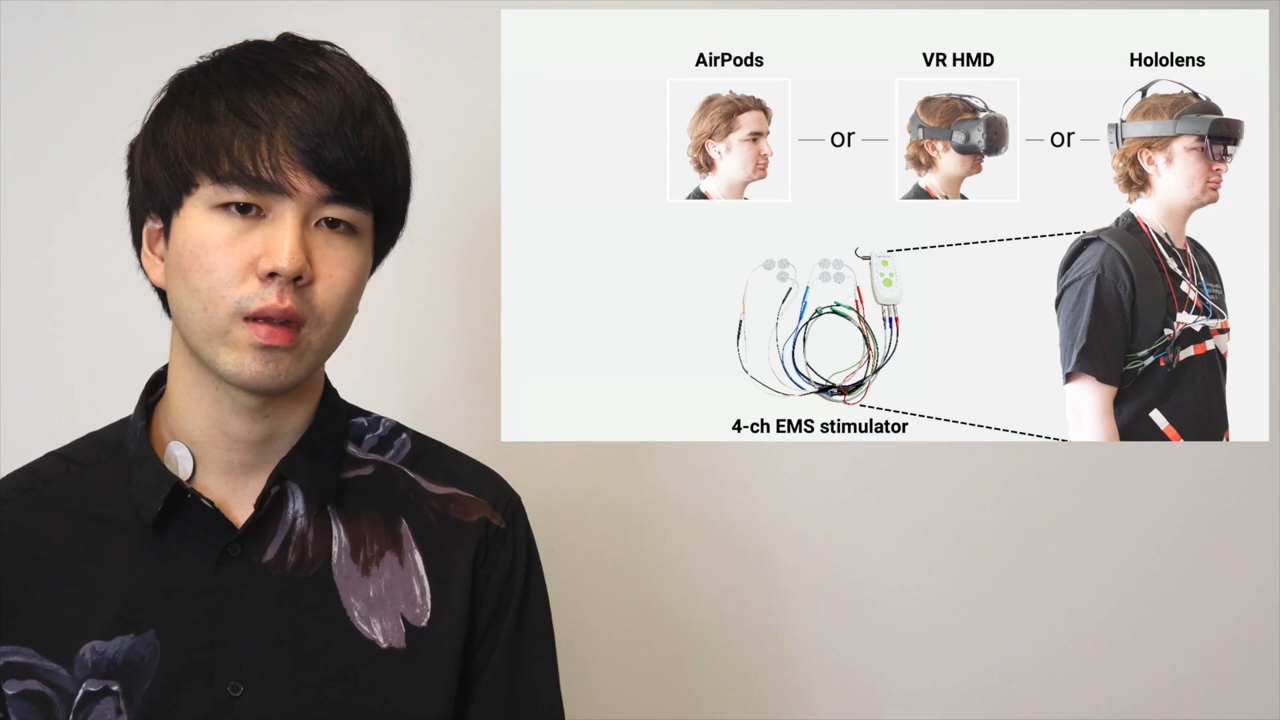 AirPods
VR HMD
Hololens
or
or
4-ch EMS stimulator